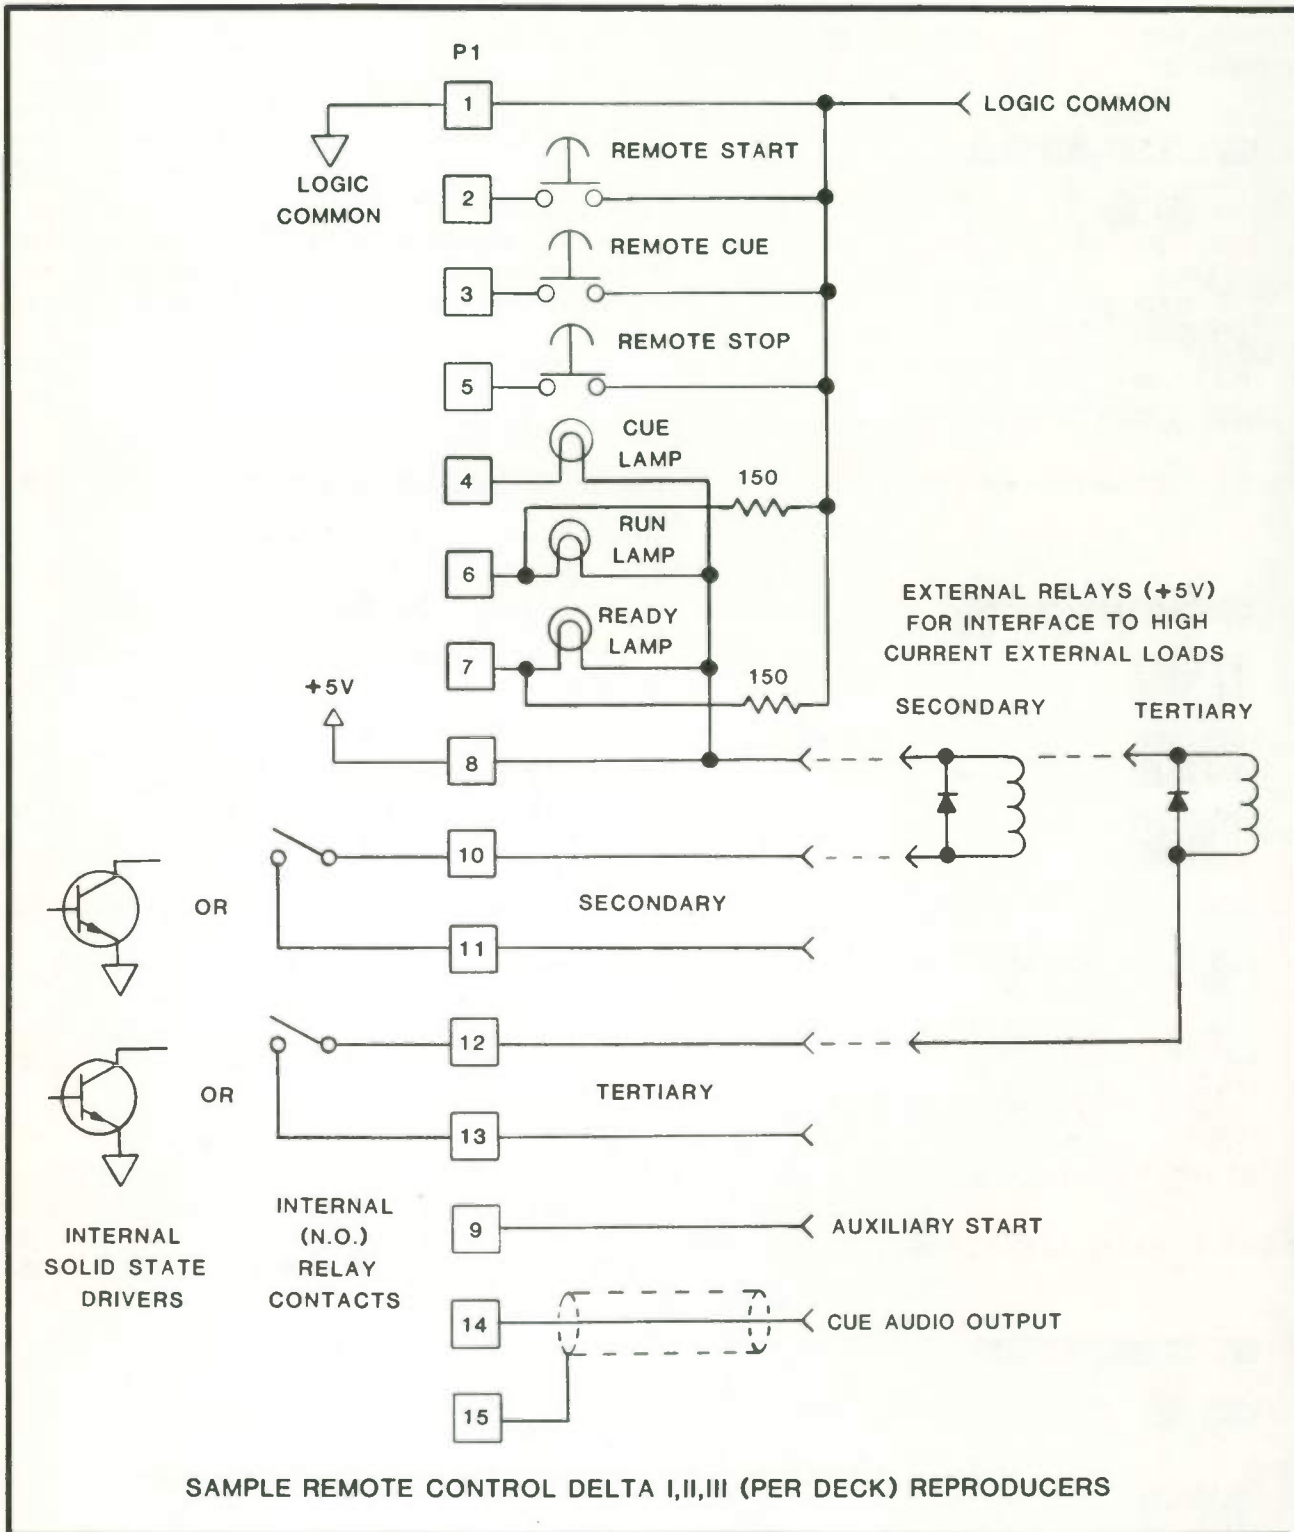 P1
1
LOGIC COMMON
LOGIC
COMMON
REMOTE START
2
REMOTE CUE
3
REMOTE STOP
5
CUE
LAMP
4
150
RUN
LAMP
6
READY
LAMP
7
150
+5V
8
EXTERNAL RELAYS (+5V)
FOR INTERFACE TO HIGH
CURRENT EXTERNAL LOADS
SECONDARY
TERTIARY
10
OR
SECONDARY
11
12
OR
TERTIARY
13
INTERNAL
SOLID STATE
DRIVERS
INTERNAL
(N.O.)
RELAY
CONTACTS
9
AUXILIARY START
14
CUE AUDIO OUTPUT
15
SAMPLE REMOTE CONTROL DELTA I,II,III (PER DECK) REPRODUCERS